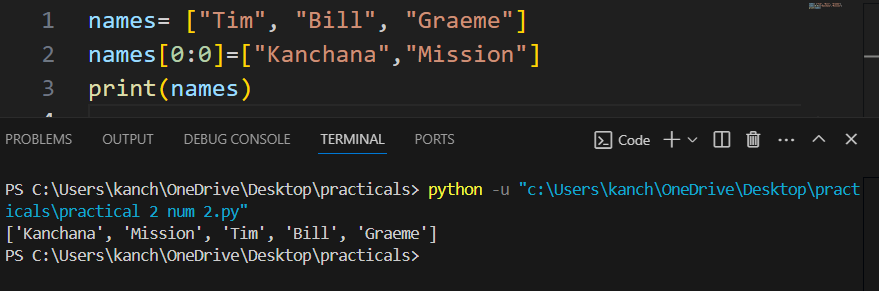 1 names= ["Tim", "Bill", "Graeme"]
2 names[0:0]=["Kanchana","Mission"]
3 print(names)
PROBLEMS OUTPUT DEBUG CONSOLE TERMINAL PORTS Code
PS C:\Users\kanch\OneDrive\Desktop\practicals> python -u "c:\Users\kanch\OneDrive\Desktop\pract
icals\practical 2 num 2.py"
['Kanchana', 'Mission', 'Tim', 'Bill', 'Graeme']
PS C:\Users\kanch\OneDrive\Desktop\practicals>